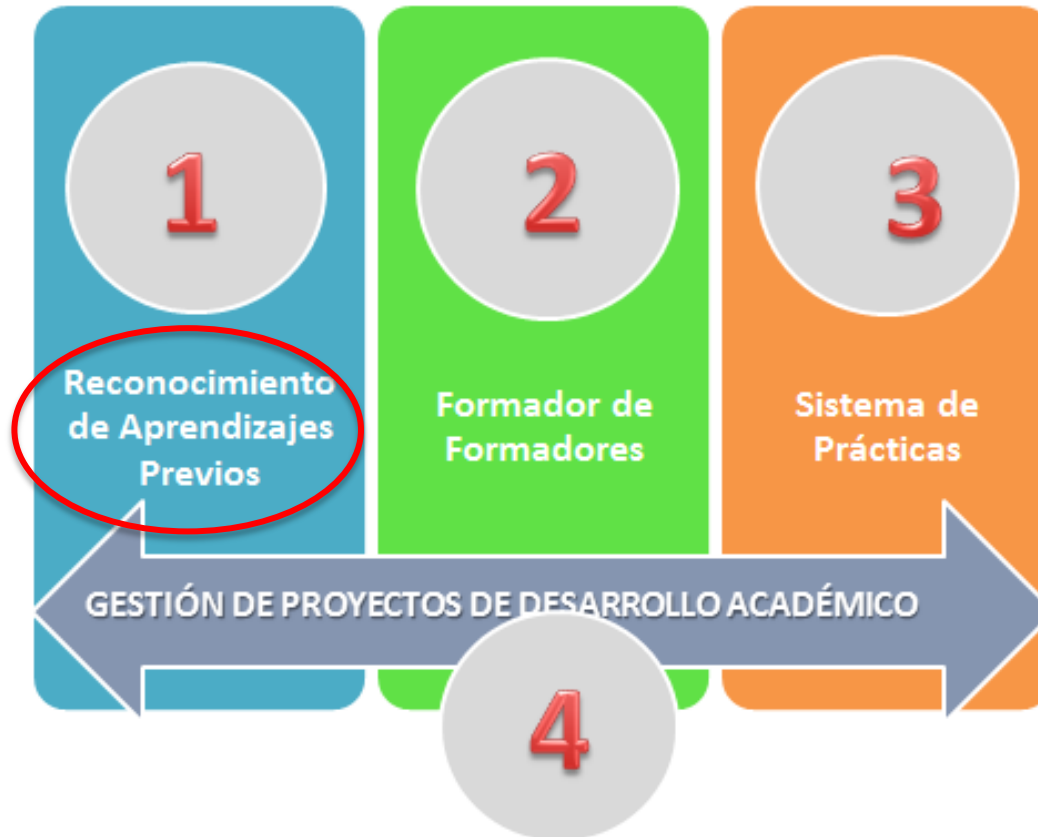 1
Reconocimiento
de Aprendizajes
Previos
2
Formador de
Formadores
3
Sistema de
Prácticas
GESTIÓN DE PROYECTOS DE DESARROLLO ACADÉMICO
4